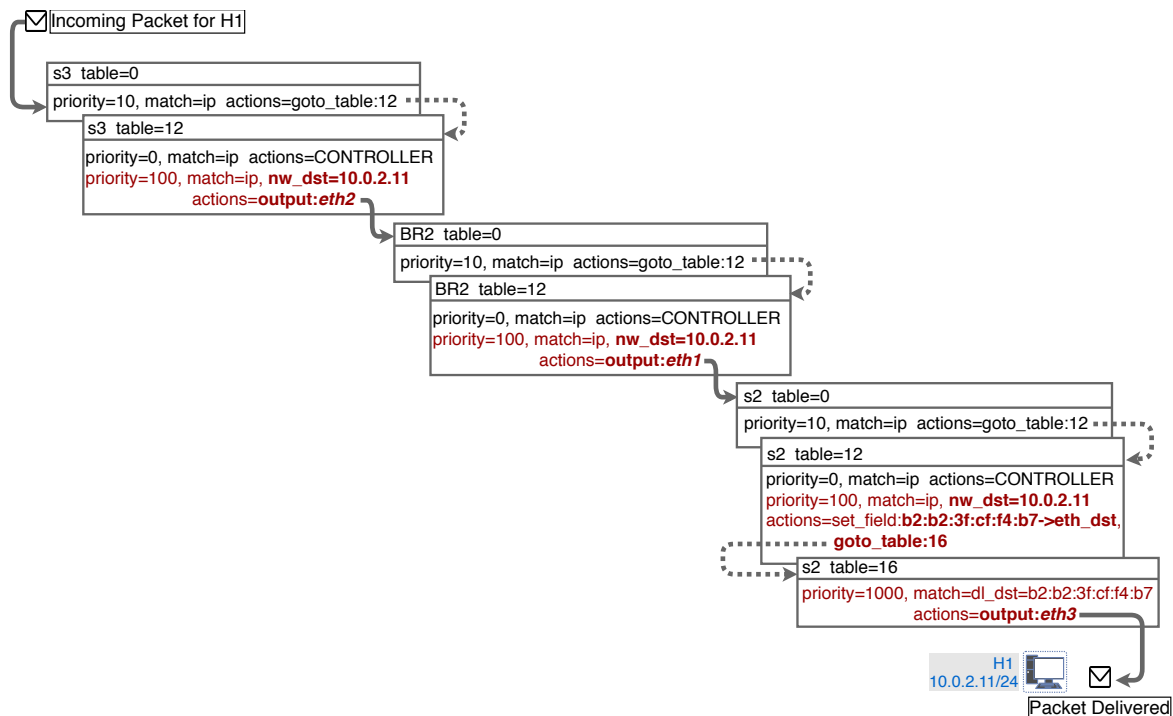 Incoming Packet for H1
s3 table=0
priority=10, match=ip actions=goto_table:12
s3 table=12
priority=0, match=ip actions=CONTROLLER
priority=100, match=ip, nw_dst=10.0.2.11
actions=output:eth2
BR2 table=0
priority=10, match=ip actions=goto_table:12
BR2 table=12
priority=0, match=ip actions=CONTROLLER
priority=100, match=ip, nw_dst=10.0.2.11
actions=output:eth1
s2 table=0
priority=10, match=ip actions=goto_table:12
s2 table=12
priority=0, match=ip actions=CONTROLLER
priority=100, match=ip, nw_dst=10.0.2.11
actions=set_field:b2:b2:3f:cf:f4:b7->eth_dst,
goto_table:16
s2 table=16
priority=1000, match=dl_dst=b2:b2:3f:cf:f4:b7
actions=output:eth3
H1
10.0.2.11/24
Packet Delivered